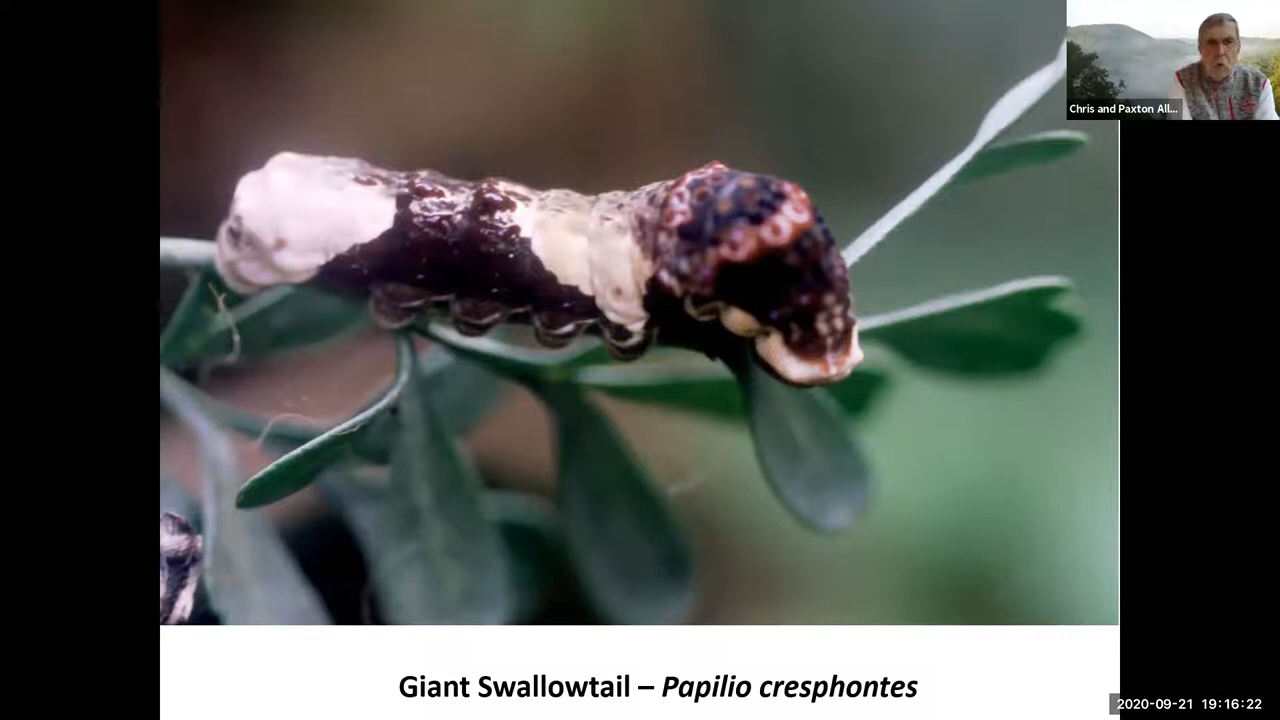 Chris and Paxton All...
Giant Swallowtail – Papilio cresphontes
2020-09-21 19:16:22